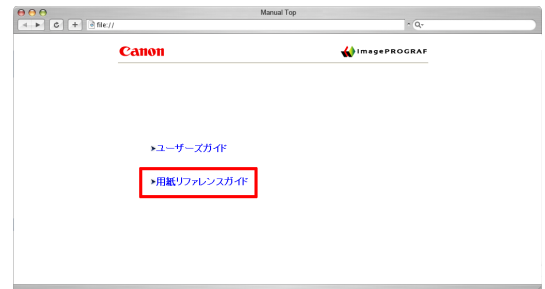 Manual Top
file://
Q-
Canon
imagePROGRAF
➤ユーザーズガイド
➤用紙リファレンスガイド